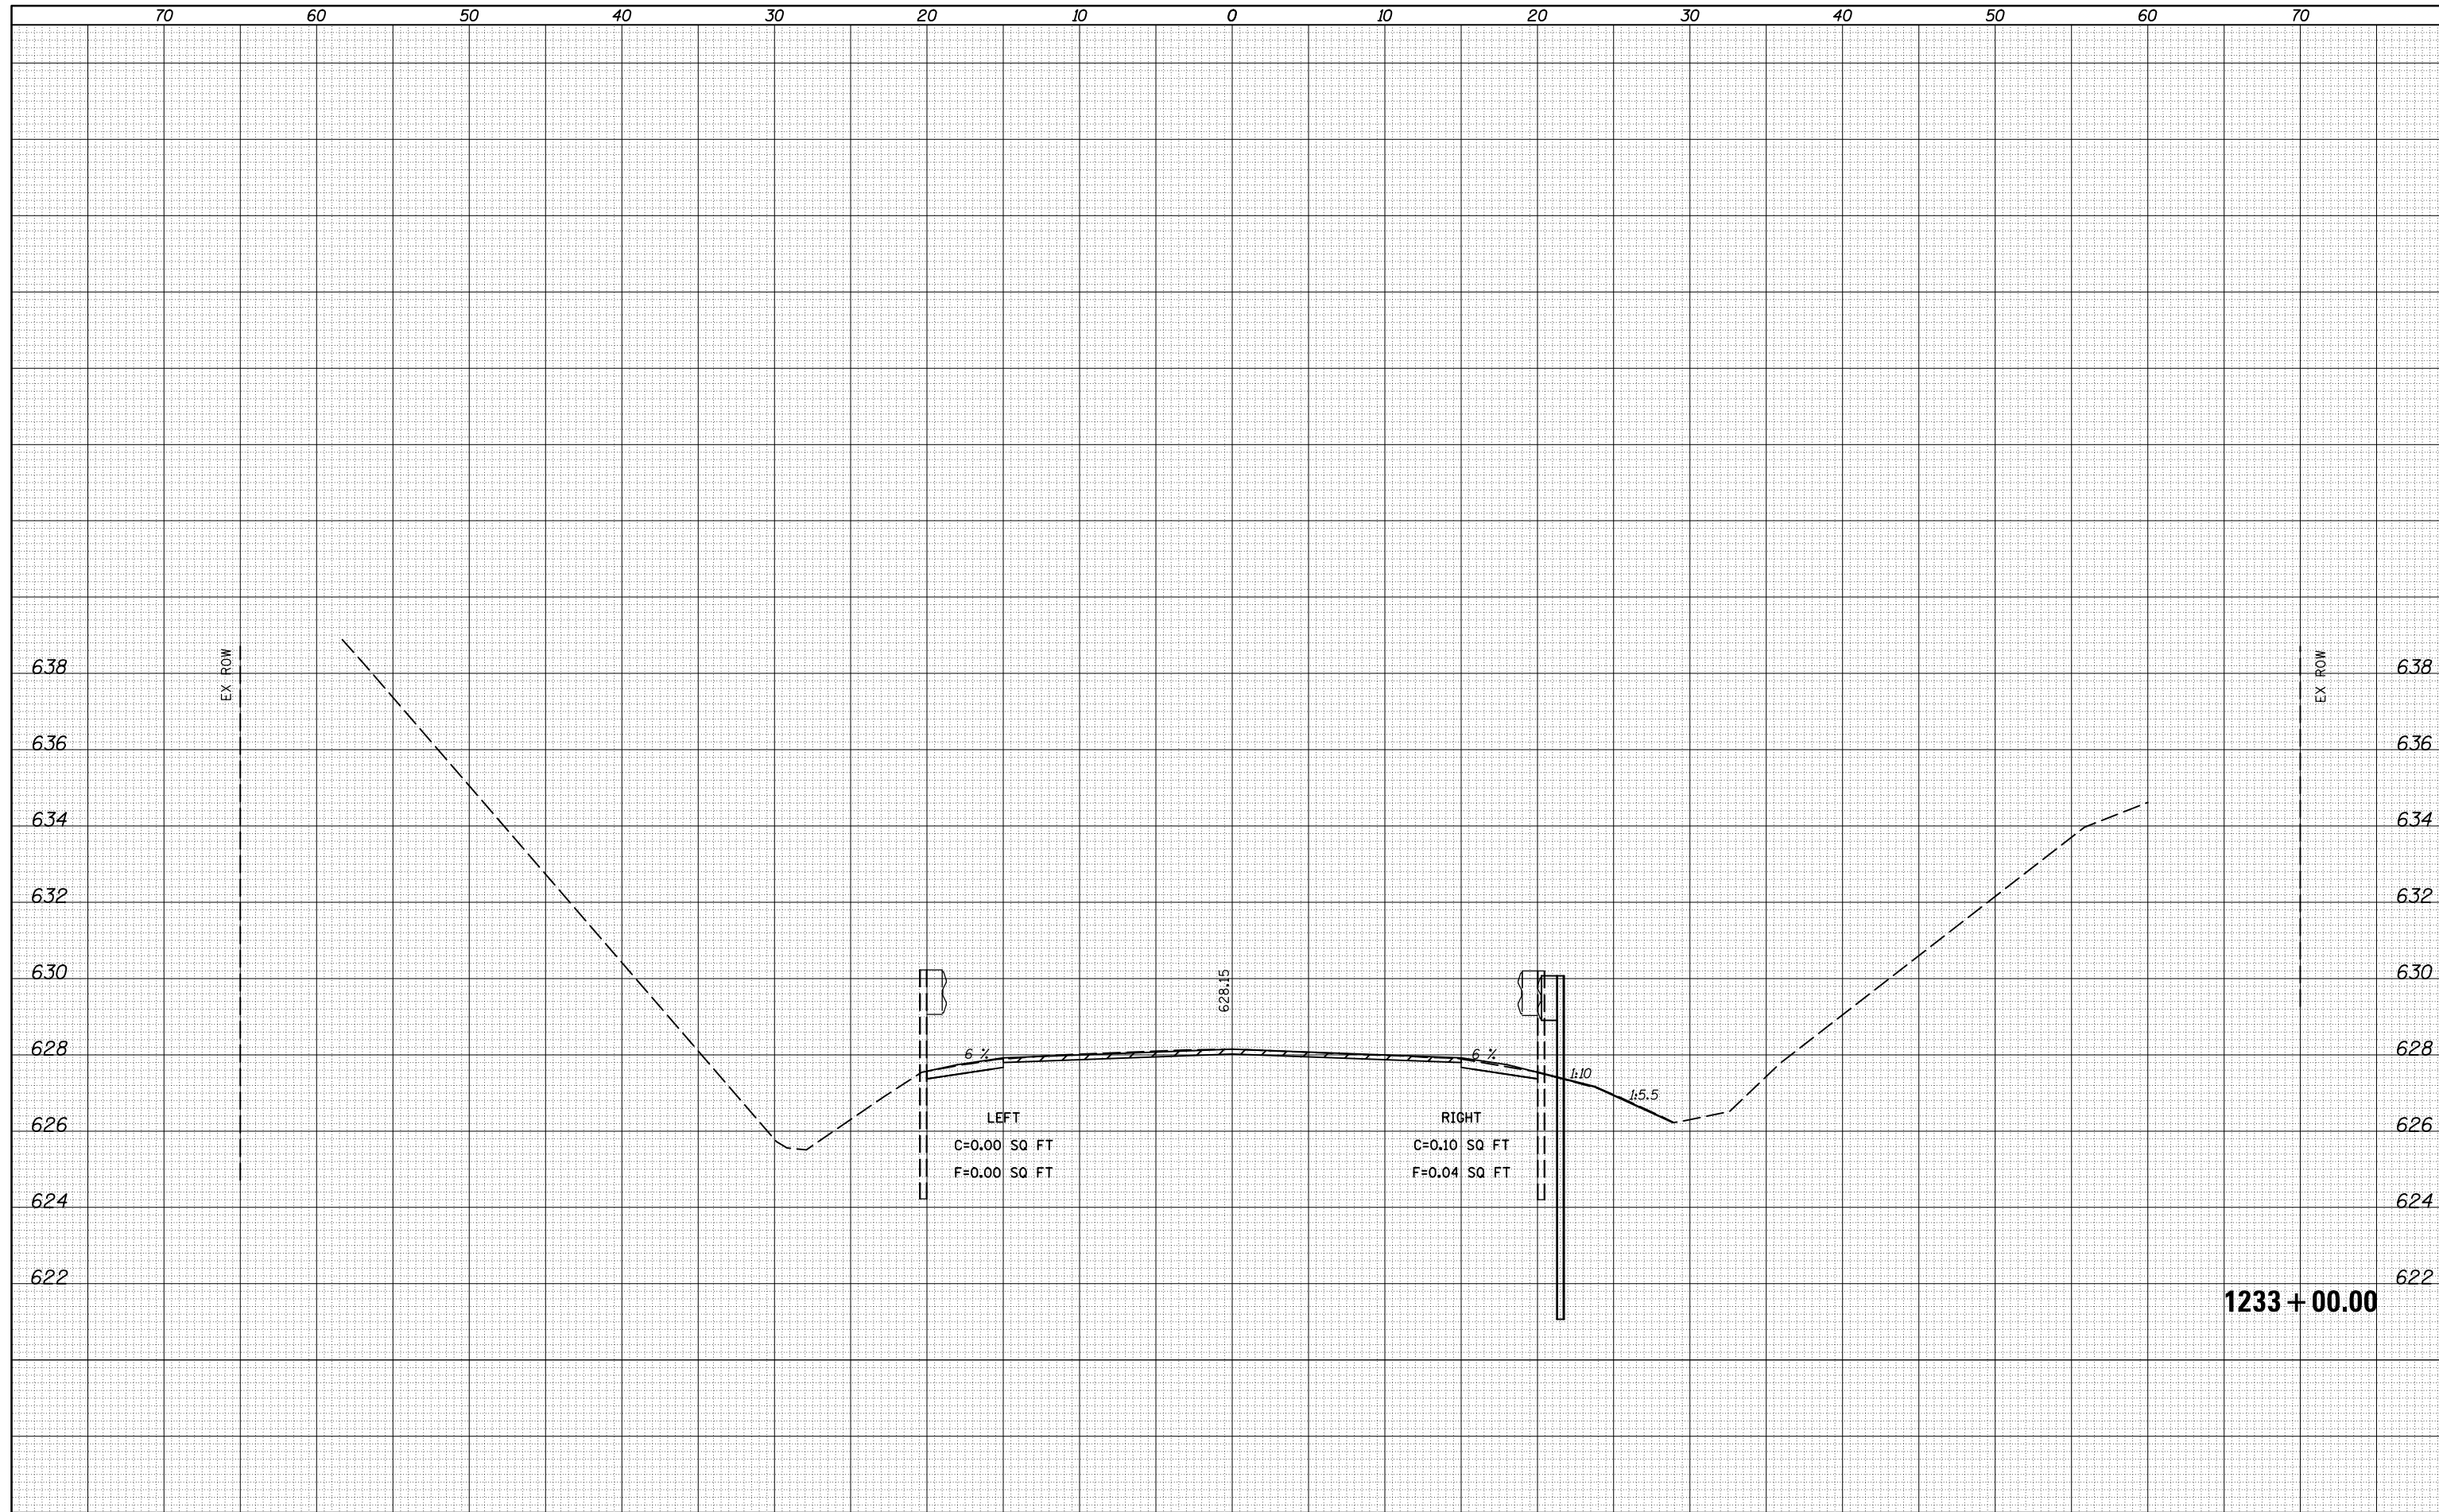 70 60 50 40 30 20 10 0 10 20 30 40 50 60 70
EX ROW
EX ROW
638 638
636 636
634 634
632 632
630 630
628.15
628 628
6 %
6 %
1:10
1:5.5
LEFT
C=0.00 SQ FT
F=0.00 SQ FT
RIGHT
C=0.10 SQ FT
F=0.04 SQ FT
626 626
624 624
622 622
1233 + 00.00